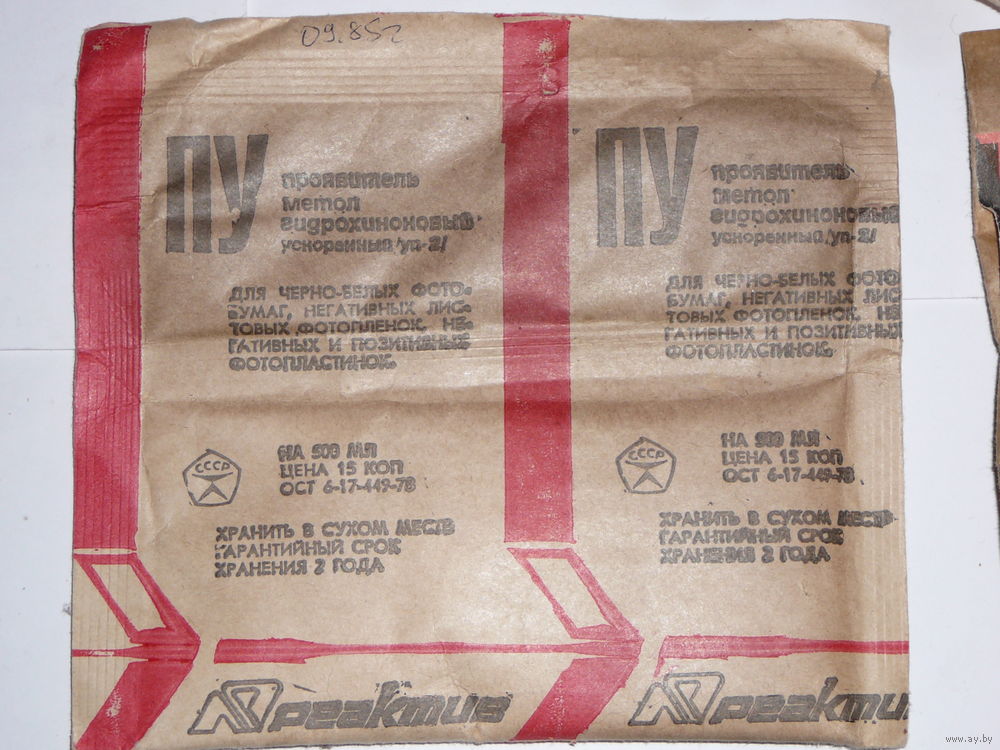 09.85г
ПУ
проявитель
метол
гидрохиноновый
ускоренный/уп-2/
ДЛЯ ЧЕРНО-БЕЛЫХ ФОТО-
БУМАГ, НЕГАТИВНЫХ ЛИС-
ТОВЫХ ФОТОПЛЕНОК, НЕ-
ГАТИВНЫХ И ПОЗИТИВНЫХ
ФОТОПЛАСТИНОК.
СССР
НА 500 МЛ
ЦЕНА 15 КОП
ОСТ 6-17-449-78
ХРАНИТЬ В СУХОМ МЕСТЕ
ГАРАНТИЙНЫЙ СРОК
ХРАНЕНИЯ 2 ГОДА
реактив
ПУ
проявитель
метол
гидрохиноновый
ускоренный/уп-2/
ДЛЯ ЧЕРНО-БЕЛЫХ ФОТО
БУМАГ, НЕГАТИВНЫХ ЛИС
ТОВЫХ ФОТОПЛЕНОК, НЕ
ГАТИВНЫХ И ПОЗИТИВНЫХ
ФОТОПЛАСТИНОК.
СССР
НА 500 МЛ
ЦЕНА 15 КОП
ОСТ 6-17-449-78
ХРАНИТЬ В СУХОМ МЕСТЕ
ГАРАНТИЙНЫЙ СРОК
ХРАНЕНИЯ 2 ГОДА
реакти
www.ay.by